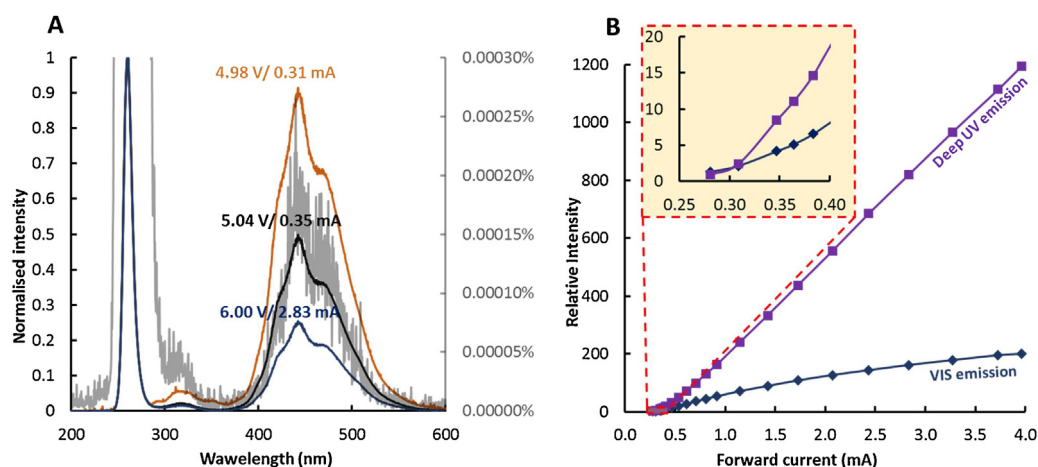 A
Normalised intensity
1
0.9
0.8
0.7
0.6
0.5
0.4
0.3
0.2
0.1
0
4.98 V/ 0.31 mA
5.04 V/ 0.35 mA
6.00 V/ 2.83 mA
0.00030%
0.00025%
0.00020%
0.00015%
0.00010%
0.00005%
0.00000%
200 300 400 500 600
Wawelength (nm)
B
Relative Intensity
1200
1000
800
600
400
200
0
20
15
10
5
0
0.25 0.30 0.35 0.40
Deep UV emission
VIS emission
0.0 0.5 1.0 1.5 2.0 2.5 3.0 3.5 4.0
Forward current (mA)